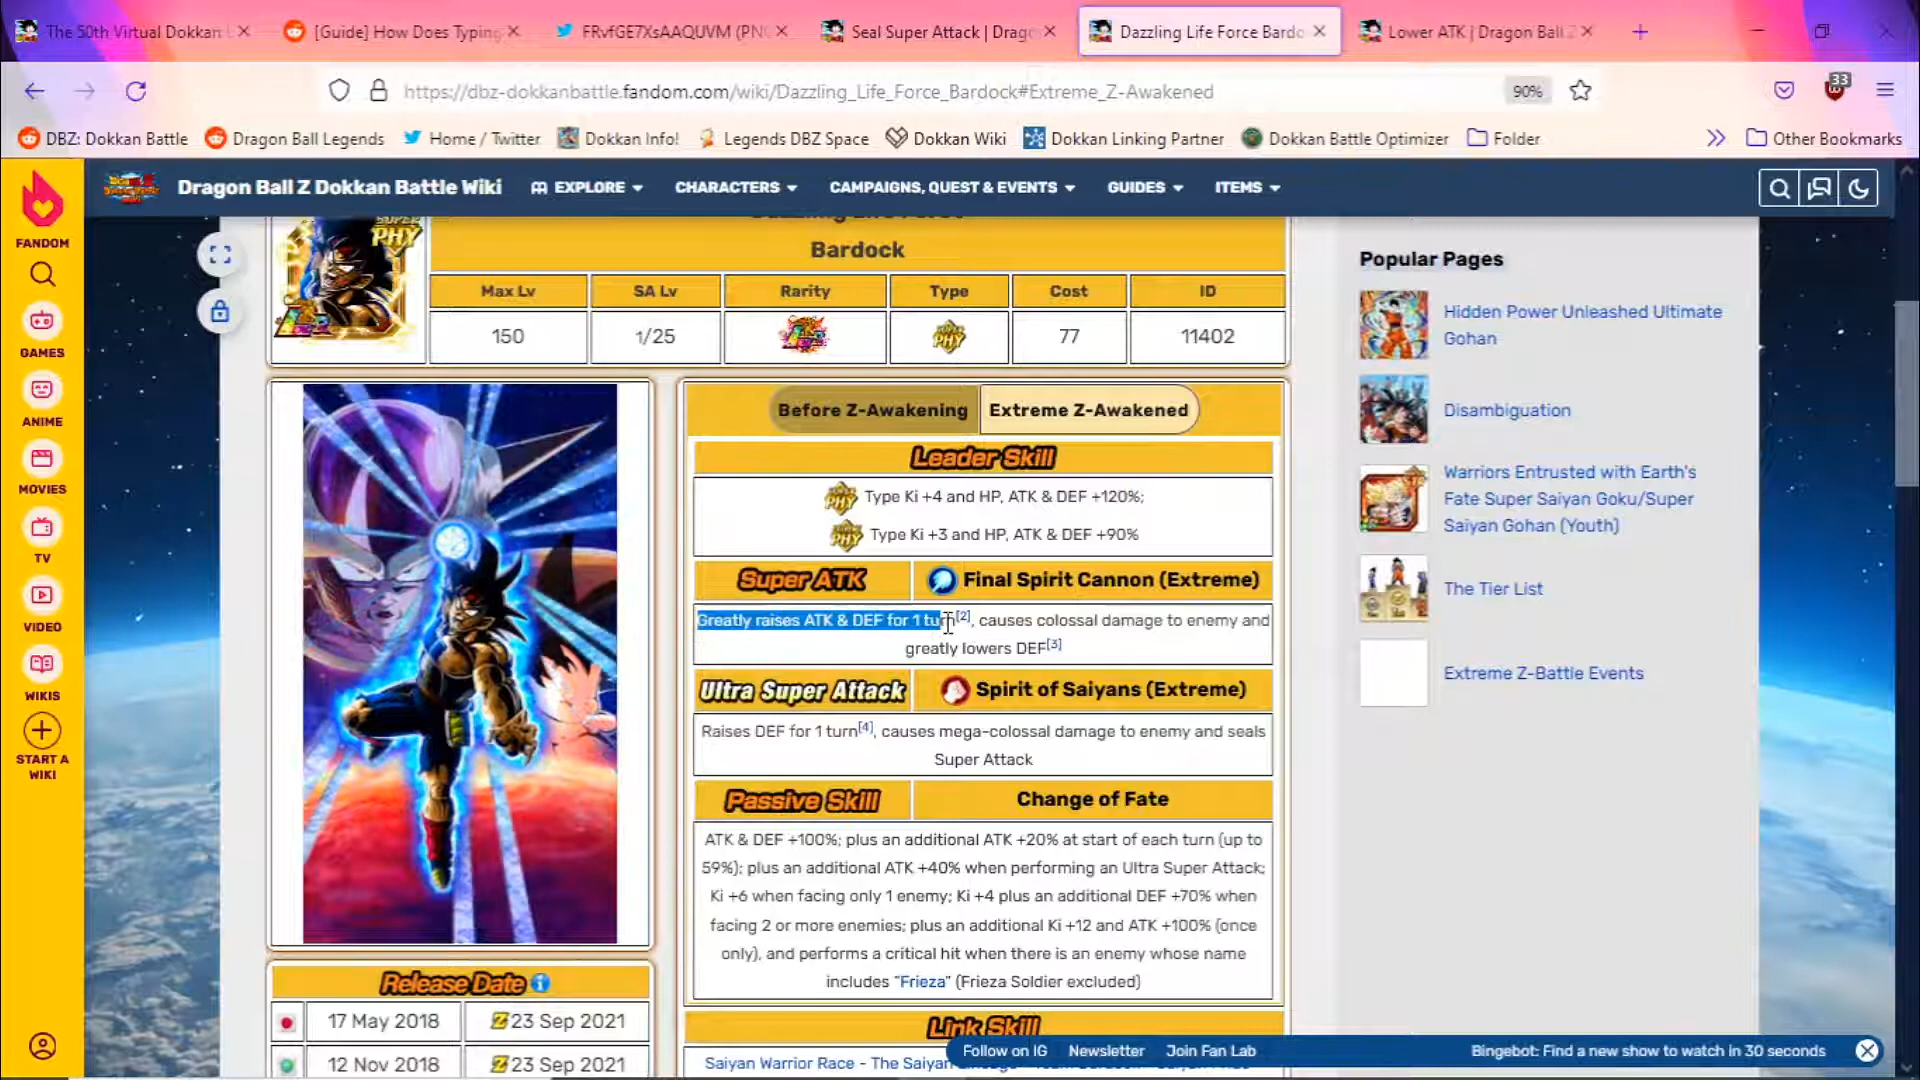 The 50th Virtual Dokkan
[Guide] How Does Typing
FRvfGE7XsAAQUVM (PN
Seal Super Attack | Drago
Dazzling Life Force Bardo
Lower ATK | Dragon Ball Z
https://dbz-dokkanbattle.fandom.com/wiki/Dazzling_Life_Force_Bardock#Extreme_Z-Awakened
90%
33
DBZ: Dokkan Battle
Dragon Ball Legends
Home / Twitter
Dokkan Info!
Legends DBZ Space
Dokkan Wiki
Dokkan Linking Partner
Dokkan Battle Optimizer
Folder
Other Bookmarks
Dragon Ball Z Dokkan Battle Wiki
EXPLORE
CHARACTERS
CAMPAIGNS, QUEST & EVENTS
GUIDES
ITEMS
FANDOM
GAMES
ANIME
MOVIES
TV
VIDEO
WIKIS
START A
WIKI
SUPER
PHY
Bardock
Max Lv
SA Lv
Rarity
Type
Cost
ID
150
1/25
SUPER
PHY
77
11402
Before Z-Awakening
Extreme Z-Awakened
Leader Skill
PHY Type Ki +4 and HP, ATK & DEF +120%;
PHY Type Ki +3 and HP, ATK & DEF +90%
Super ATK
Final Spirit Cannon (Extreme)
Greatly raises ATK & DEF for 1 turn[2], causes colossal damage to enemy and
greatly lowers DEF[3]
Ultra Super Attack
Spirit of Saiyans (Extreme)
Raises DEF for 1 turn[4], causes mega-colossal damage to enemy and seals
Super Attack
Passive Skill
Change of Fate
ATK & DEF +100%; plus an additional ATK +20% at start of each turn (up to
59%); plus an additional ATK +40% when performing an Ultra Super Attack;
Ki +6 when facing only 1 enemy; Ki +4 plus an additional DEF +70% when
facing 2 or more enemies; plus an additional Ki +12 and ATK +100% (once
only), and performs a critical hit when there is an enemy whose name
includes "Frieza" (Frieza Soldier excluded)
Link Skill
Saiyan Warrior Race - The Saiyan
Release Date
17 May 2018
Z 23 Sep 2021
12 Nov 2018
Z 23 Sep 2021
Popular Pages
Hidden Power Unleashed Ultimate
Gohan
Disambiguation
Warriors Entrusted with Earth's
Fate Super Saiyan Goku/Super
Saiyan Gohan (Youth)
The Tier List
Extreme Z-Battle Events
Follow on IG
Newsletter
Join Fan Lab
Bingebot: Find a new show to watch in 30 seconds